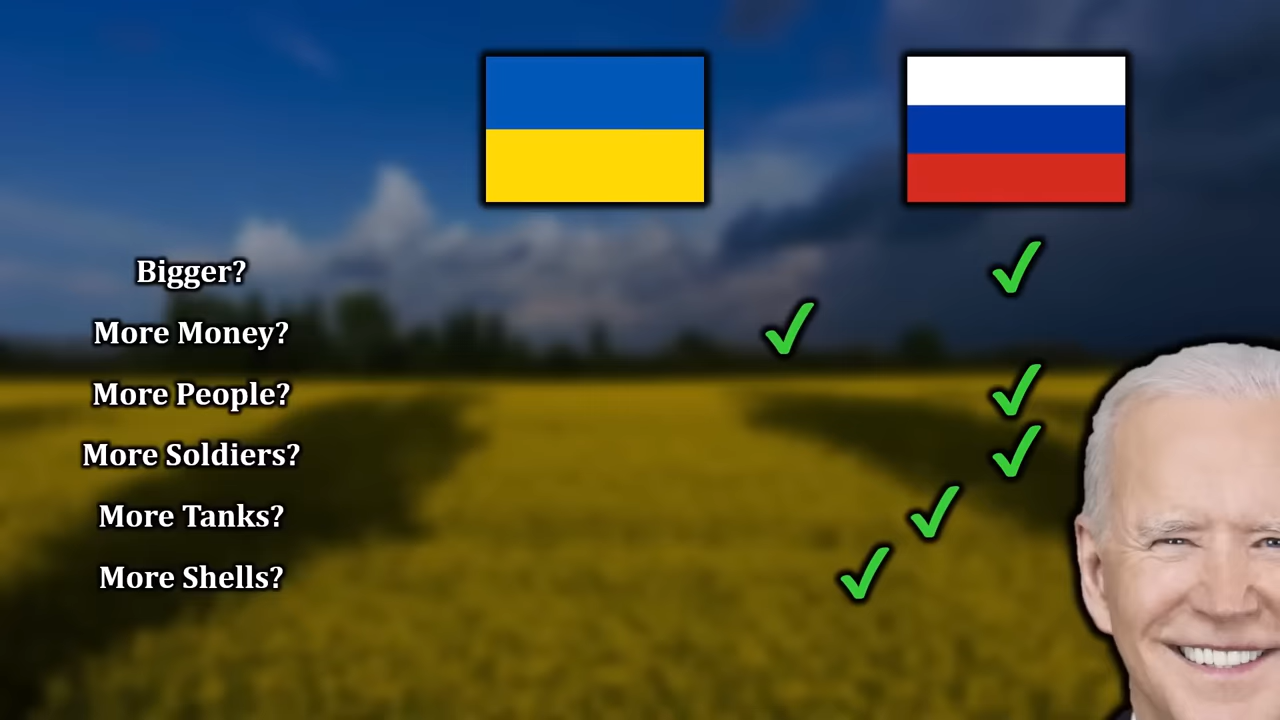 Bigger?
More Money?
More People?
More Soldiers?
More Tanks?
More Shells?